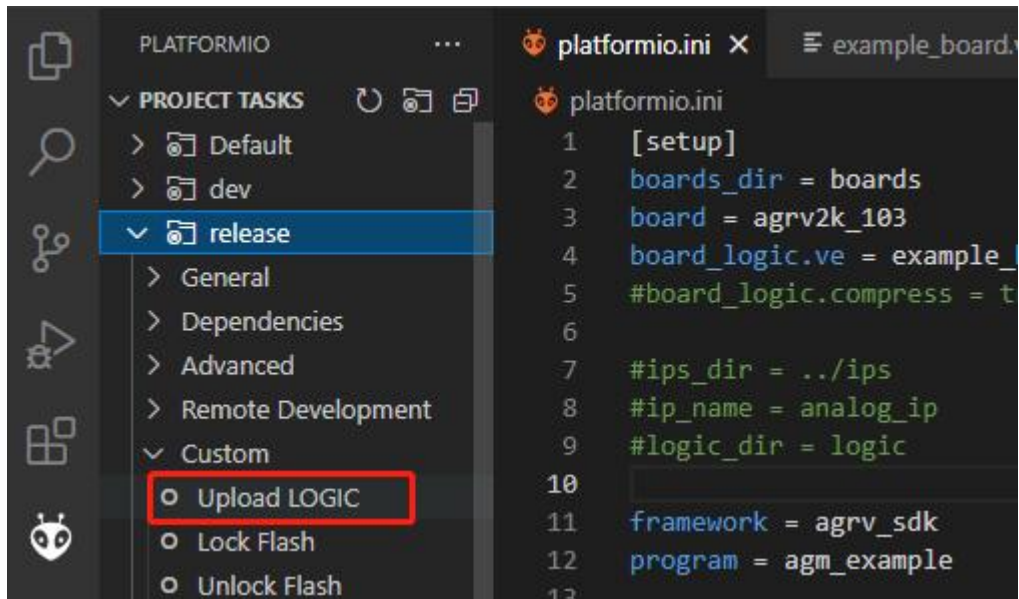 PLATFORMIO ...
PROJECT TASKS
Default
dev
release
General
Dependencies
Advanced
Remote Development
Custom
Upload LOGIC
Lock Flash
Unlock Flash
platformio.ini
example_board.
platformio.ini
1 [setup]
2 boards_dir = boards
3 board = agrv2k_103
4 board_logic.ve = example_
5 #board_logic.compress = t
6
7 #ips_dir = ../ips
8 #ip_name = analog_ip
9 #logic_dir = logic
10
11 framework = agrv_sdk
12 program = agm_example
13